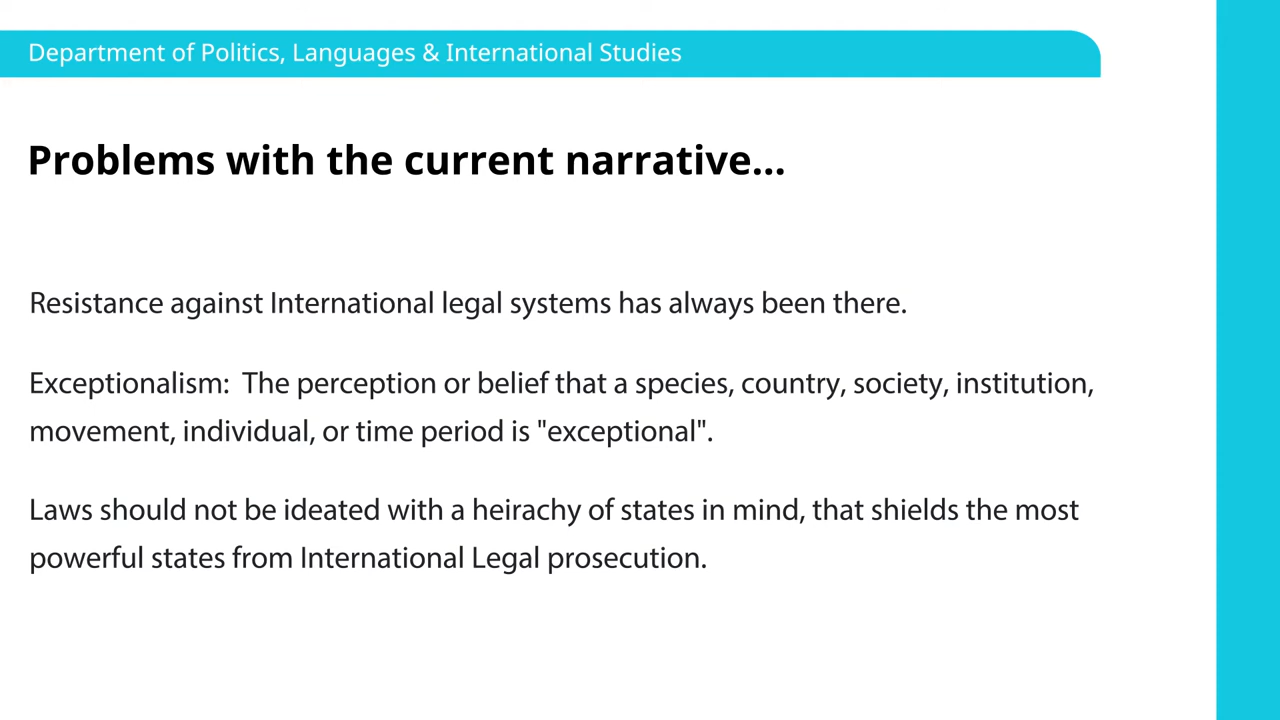 Department of Politics, Languages & International Studies
Problems with the current narrative...
Resistance against International legal systems has always been there.
Exceptionalism:  The perception or belief that a species, country, society, institution,
movement, individual, or time period is "exceptional".
Laws should not be ideated with a heirachy of states in mind, that shields the most
powerful states from International Legal prosecution.